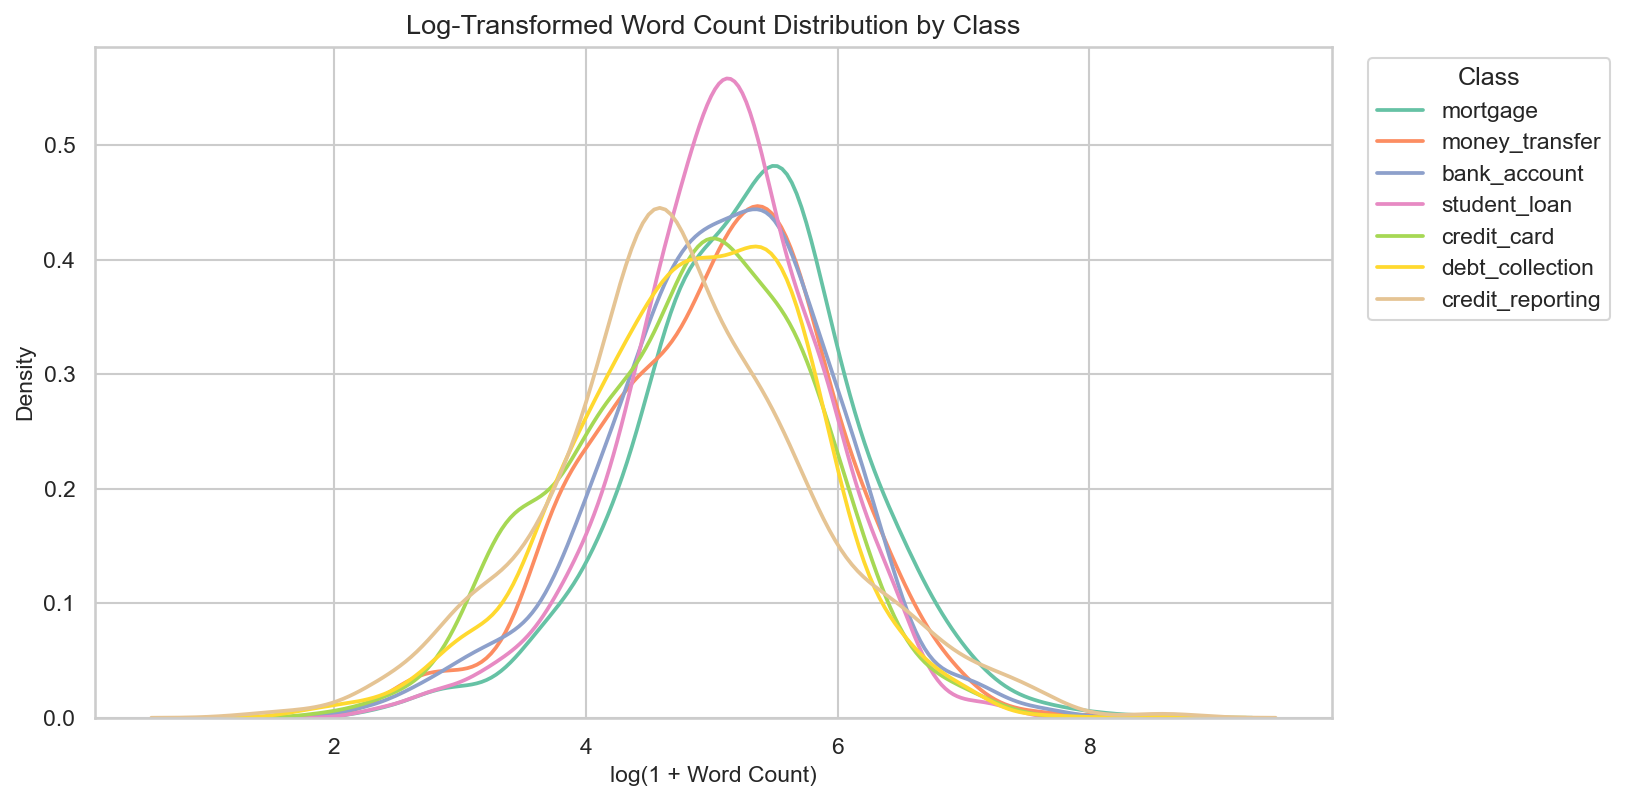 Log-Transformed Word Count Distribution by Class
Class
mortgage
money_transfer
bank_account
student_loan
credit_card
debt_collection
credit_reporting
Density
0.5
0.4
0.3
0.2
0.1
0.0
2 4 6 8
log(1 + Word Count)